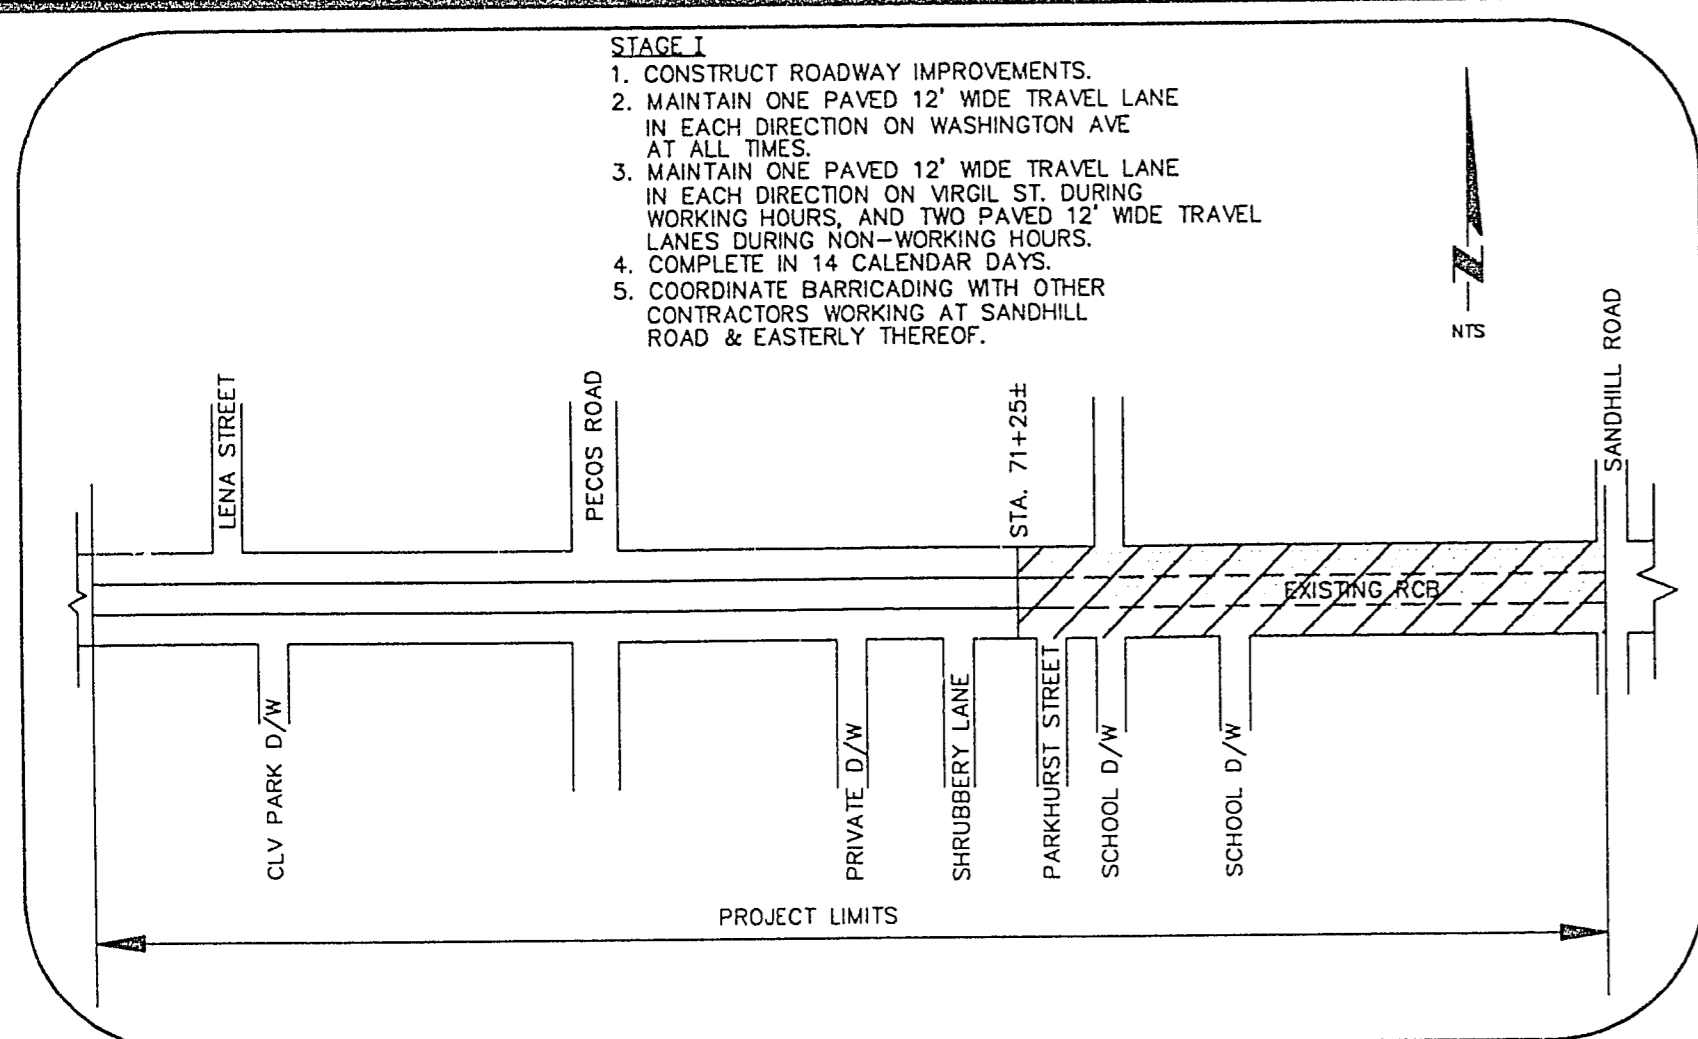 STAGE I
1. CONSTRUCT ROADWAY IMPROVEMENTS.
2. MAINTAIN ONE PAVED 12' WIDE TRAVEL LANE
IN EACH DIRECTION ON WASHINGTON AVE
AT ALL TIMES.
3. MAINTAIN ONE PAVED 12' WIDE TRAVEL LANE
IN EACH DIRECTION ON VIRGIL ST. DURING
WORKING HOURS, AND TWO PAVED 12' WIDE TRAVEL
LANES DURING NON-WORKING HOURS.
4. COMPLETE IN 14 CALENDAR DAYS.
5. COORDINATE BARRICADING WITH OTHER
CONTRACTORS WORKING AT SANDHILL
ROAD & EASTERLY THEREOF.
N
NTS
LENA STREET
PECOS ROAD
STA. 71+25±
SANDHILL ROAD
EXISTING RCB
CLV PARK D/W
PRIVATE D/W
SHRUBBERY LANE
PARKHURST STREET
SCHOOL D/W
SCHOOL D/W
PROJECT LIMITS